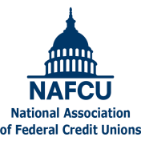 NAFCU
National Association
of Federal Credit Unions